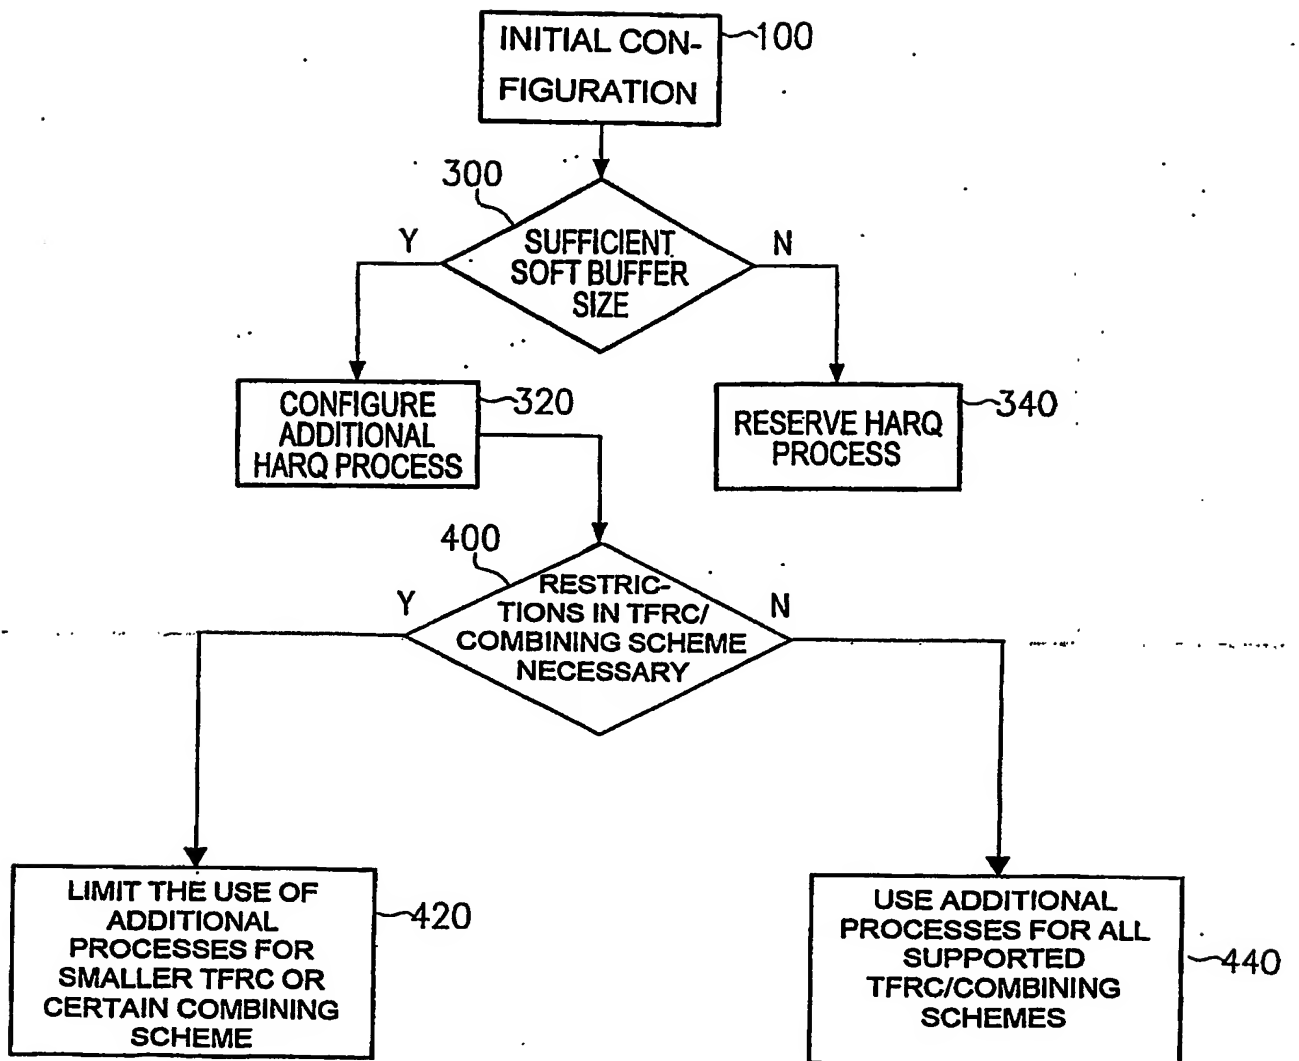 INITIAL CON-
FIGURATION
100
300
Y
N
SUFFICIENT
SOFT BUFFER
SIZE
CONFIGURE
ADDITIONAL
HARQ PROCESS
320
RESERVE HARQ
PROCESS
340
400
Y
N
RESTRIC-
TIONS IN TFRC/
COMBINING SCHEME
NECESSARY
LIMIT THE USE OF
ADDITIONAL
PROCESSES FOR
SMALLER TFRC OR
CERTAIN COMBINING
SCHEME
420
USE ADDITIONAL
PROCESSES FOR ALL
SUPPORTED
TFRC/COMBINING
SCHEMES
440